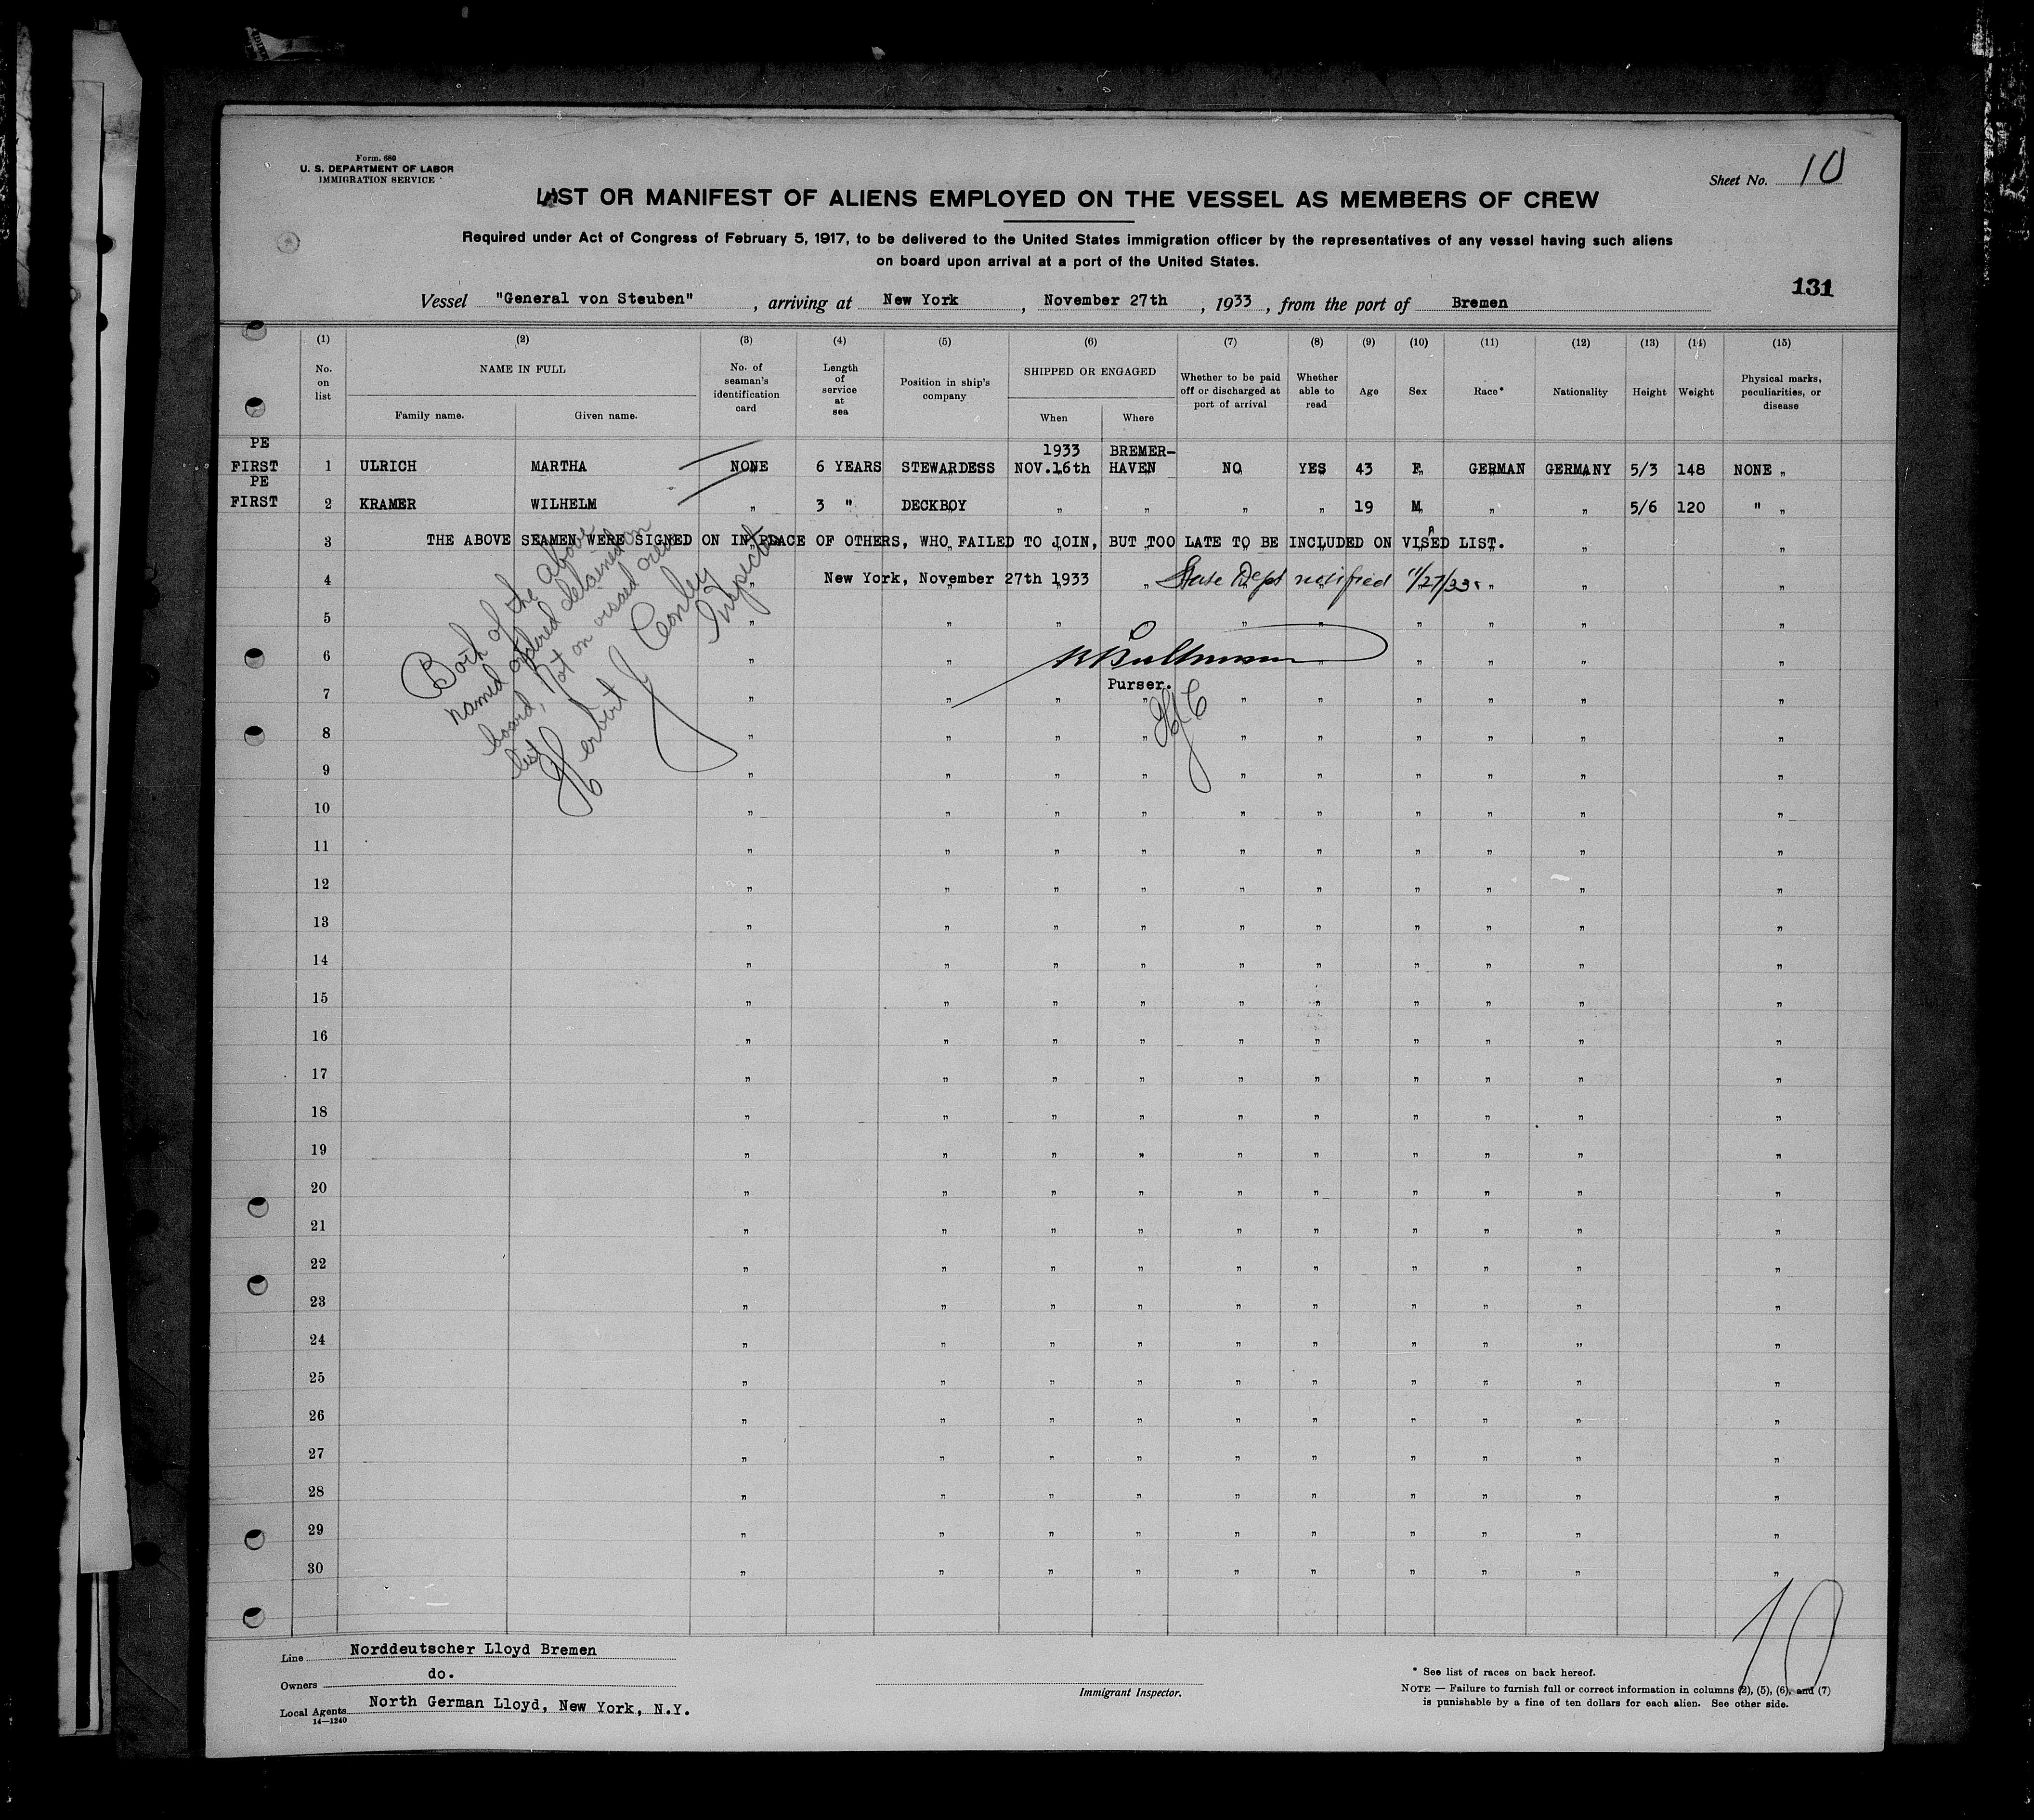 Form. 680
U. S. DEPARTMENT OF LABOR
IMMIGRATION SERVICE
Sheet No. 10
LIST OR MANIFEST OF ALIENS EMPLOYED ON THE VESSEL AS MEMBERS OF CREW
Required under Act of Congress of February 5, 1917, to be delivered to the United States immigration officer by the representatives of any vessel having such aliens
on board upon arrival at a port of the United States.
131
Vessel "General von Steuben" , arriving at New York , November 27th , 1933 , from the port of Bremen
(1) (2) (3) (4) (5) (6) (7) (8) (9) (10) (11) (12) (13) (14) (15)
No. on list
NAME IN FULL
Family name. Given name.
No. of seaman's identification card
Length of service at sea
Position in ship's company
SHIPPED OR ENGAGED
When Where
Whether to be paid off or discharged at port of arrival
Whether able to read
Age
Sex
Race*
Nationality
Height
Weight
Physical marks, peculiarities, or disease
PE 1933 BREMER-
FIRST 1 ULRICH MARTHA NONE 6 YEARS STEWARDESS NOV.16th HAVEN NO YES 43 F GERMAN GERMANY 5/3 148 NONE "
PE
FIRST 2 KRAMER WILHELM " 3 " DECKBOY " " " " 19 M " " 5/6 120 " "
3 THE ABOVE SEAMEN WERE SIGNED ON IN PLACE OF OTHERS, WHO FAILED TO JOIN, BUT TOO LATE TO BE INCLUDED ON VISED LIST. " "
4 " New York, November 27th 1933 " State Dept notified 11/27/33. " " "
Both of the above
named ordered detained on
board, Not on visaed crew
list
Herbert J Conley
Inspector
5 " " " " " " " " " "
6 " " " " " " "
Purser.
7 " " " " " " " " " "
HJC
8 " " " " " " " " " "
9 " " " " " " " " " "
10 " " " " " " " " " "
11 " " " " " " " " " "
12 " " " " " " " " " "
13 " " " " " " " " " "
14 " " " " " " " " " "
15 " " " " " " " " " "
16 " " " " " " " " " "
17 " " " " " " " " " "
18 " " " " " " " " " "
19 " " " " " " " " " "
20 " " " " " " " " " "
21 " " " " " " " " " "
22 " " " " " " " " " "
23 " " " " " " " " " "
24 " " " " " " " " " "
25 " " " " " " " " " "
26 " " " " " " " " " "
27 " " " " " " " " " "
28 " " " " " " " " " "
29 " " " " " " " " " "
30 " " " " " " " " " "
10
Line Norddeutscher Lloyd Bremen
Owners do.
Local Agents North German Lloyd, New York, N.Y.
14—1240
Immigrant Inspector.
* See list of races on back hereof.
NOTE — Failure to furnish full or correct information in columns (2), (5), (6), and (7)
is punishable by a fine of ten dollars for each alien. See other side.